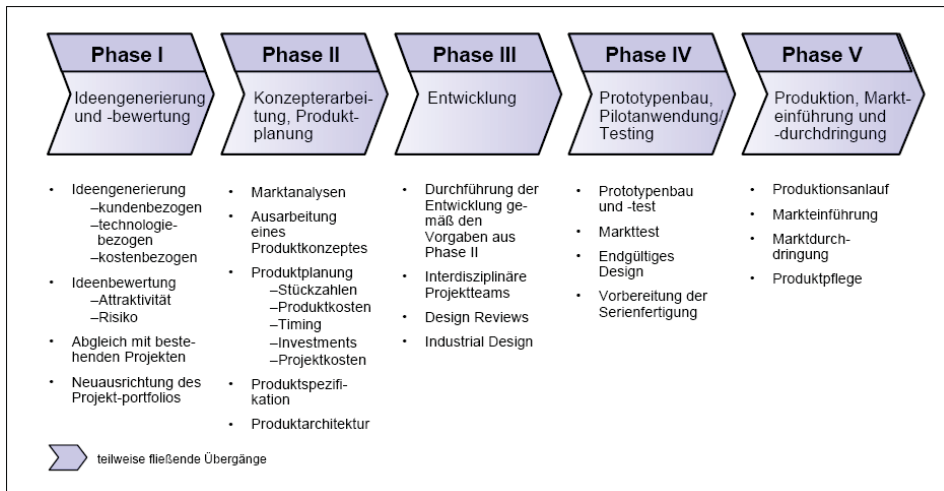 Phase I
Ideengenerierung
und -bewertung
• Ideengenerierung
–kundenbezogen
–technologie-
bezogen
–kostenbezogen
• Ideenbewertung
–Attraktivität
–Risiko
• Abgleich mit beste-
henden Projekten
• Neuausrichtung des
Projekt-portfolios
Phase II
Konzepterarbei-
tung, Produkt-
planung
• Marktanalysen
• Ausarbeitung
eines
Produktkonzeptes
• Produktplanung
–Stückzahlen
–Produktkosten
–Timing
–Investments
–Projektkosten
• Produktspezifi-
kation
• Produktarchitektur
Phase III
Entwicklung
• Durchführung der
Entwicklung ge-
mäß den
Vorgaben aus
Phase II
• Interdisziplinäre
Projektteams
• Design Reviews
• Industrial Design
Phase IV
Prototypenbau,
Pilotanwendung/
Testing
• Prototypenbau
und -test
• Markttest
• Endgültiges
Design
• Vorbereitung der
Serienfertigung
Phase V
Produktion, Markt-
einführung und
-durchdringung
• Produktionsanlauf
• Markteinführung
• Marktdurch-
dringung
• Produktpflege
teilweise fließende Übergänge